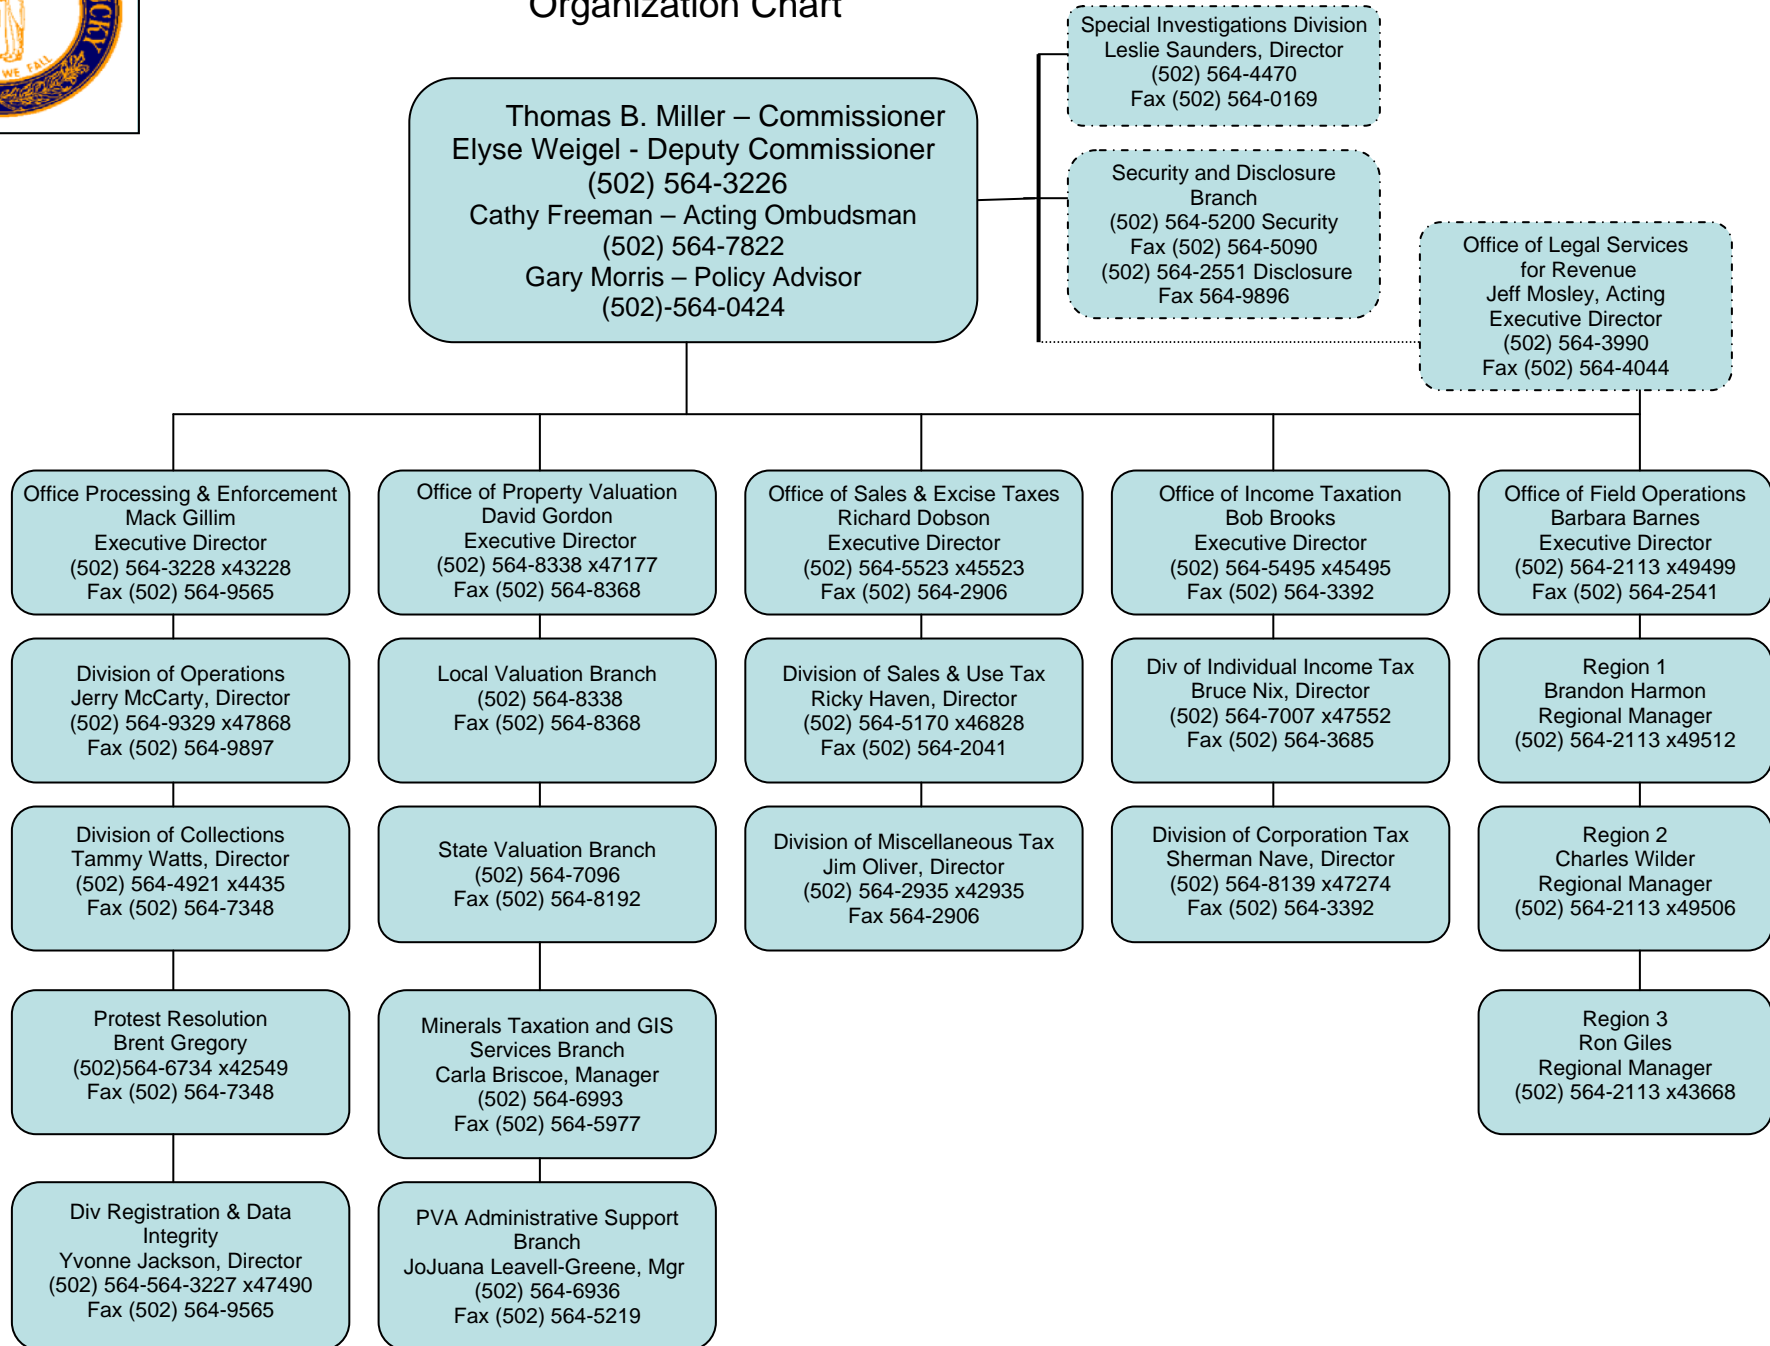 UCKY
WE FALL
Organization Chart
Special Investigations Division
Leslie Saunders, Director
(502) 564-4470
Fax (502) 564-0169
Thomas B. Miller – Commissioner
Elyse Weigel - Deputy Commissioner
(502) 564-3226
Cathy Freeman – Acting Ombudsman
(502) 564-7822
Gary Morris – Policy Advisor
(502)-564-0424
Security and Disclosure
Branch
(502) 564-5200 Security
Fax (502) 564-5090
(502) 564-2551 Disclosure
Fax 564-9896
Office of Legal Services
for Revenue
Jeff Mosley, Acting
Executive Director
(502) 564-3990
Fax (502) 564-4044
Office Processing & Enforcement
Mack Gillim
Executive Director
(502) 564-3228 x43228
Fax (502) 564-9565
Office of Property Valuation
David Gordon
Executive Director
(502) 564-8338 x47177
Fax (502) 564-8368
Office of Sales & Excise Taxes
Richard Dobson
Executive Director
(502) 564-5523 x45523
Fax (502) 564-2906
Office of Income Taxation
Bob Brooks
Executive Director
(502) 564-5495 x45495
Fax (502) 564-3392
Office of Field Operations
Barbara Barnes
Executive Director
(502) 564-2113 x49499
Fax (502) 564-2541
Division of Operations
Jerry McCarty, Director
(502) 564-9329 x47868
Fax (502) 564-9897
Local Valuation Branch
(502) 564-8338
Fax (502) 564-8368
Division of Sales & Use Tax
Ricky Haven, Director
(502) 564-5170 x46828
Fax (502) 564-2041
Div of Individual Income Tax
Bruce Nix, Director
(502) 564-7007 x47552
Fax (502) 564-3685
Region 1
Brandon Harmon
Regional Manager
(502) 564-2113 x49512
Division of Collections
Tammy Watts, Director
(502) 564-4921 x4435
Fax (502) 564-7348
State Valuation Branch
(502) 564-7096
Fax (502) 564-8192
Division of Miscellaneous Tax
Jim Oliver, Director
(502) 564-2935 x42935
Fax 564-2906
Division of Corporation Tax
Sherman Nave, Director
(502) 564-8139 x47274
Fax (502) 564-3392
Region 2
Charles Wilder
Regional Manager
(502) 564-2113 x49506
Protest Resolution
Brent Gregory
(502)564-6734 x42549
Fax (502) 564-7348
Minerals Taxation and GIS
Services Branch
Carla Briscoe, Manager
(502) 564-6993
Fax (502) 564-5977
Region 3
Ron Giles
Regional Manager
(502) 564-2113 x43668
Div Registration & Data
Integrity
Yvonne Jackson, Director
(502) 564-564-3227 x47490
Fax (502) 564-9565
PVA Administrative Support
Branch
JoJuana Leavell-Greene, Mgr
(502) 564-6936
Fax (502) 564-5219